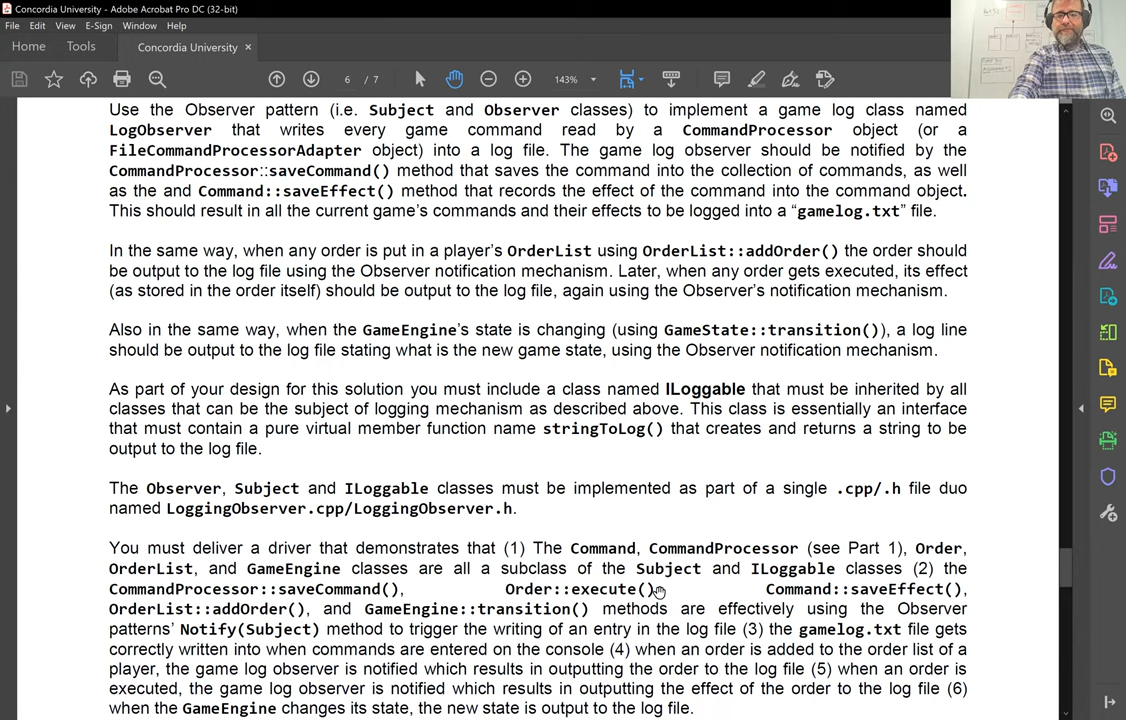 Concordia University - Adobe Acrobat Pro DC (32-bit)
File Edit View E-Sign Window Help
Home Tools Concordia University ×
6 / 7 143%
Use the Observer pattern (i.e. Subject and Observer classes) to implement a game log class named
LogObserver that writes every game command read by a CommandProcessor object (or a
FileCommandProcessorAdapter object) into a log file. The game log observer should be notified by the
CommandProcessor::saveCommand() method that saves the command into the collection of commands, as well
as the and Command::saveEffect() method that records the effect of the command into the command object.
This should result in all the current game's commands and their effects to be logged into a “gamelog.txt” file.
In the same way, when any order is put in a player's OrderList using OrderList::addOrder() the order should
be output to the log file using the Observer notification mechanism. Later, when any order gets executed, its effect
(as stored in the order itself) should be output to the log file, again using the Observer's notification mechanism.
Also in the same way, when the GameEngine's state is changing (using GameState::transition()), a log line
should be output to the log file stating what is the new game state, using the Observer notification mechanism.
As part of your design for this solution you must include a class named ILoggable that must be inherited by all
classes that can be the subject of logging mechanism as described above. This class is essentially an interface
that must contain a pure virtual member function name stringToLog() that creates and returns a string to be
output to the log file.
The Observer, Subject and ILoggable classes must be implemented as part of a single .cpp/.h file duo
named LoggingObserver.cpp/LoggingObserver.h.
You must deliver a driver that demonstrates that (1) The Command, CommandProcessor (see Part 1), Order,
OrderList, and GameEngine classes are all a subclass of the Subject and ILoggable classes (2) the
CommandProcessor::saveCommand(), Order::execute() Command::saveEffect(),
OrderList::addOrder(), and GameEngine::transition() methods are effectively using the Observer
patterns' Notify(Subject) method to trigger the writing of an entry in the log file (3) the gamelog.txt file gets
correctly written into when commands are entered on the console (4) when an order is added to the order list of a
player, the game log observer is notified which results in outputting the order to the log file (5) when an order is
executed, the game log observer is notified which results in outputting the effect of the order to the log file (6)
when the GameEngine changes its state, the new state is output to the log file.